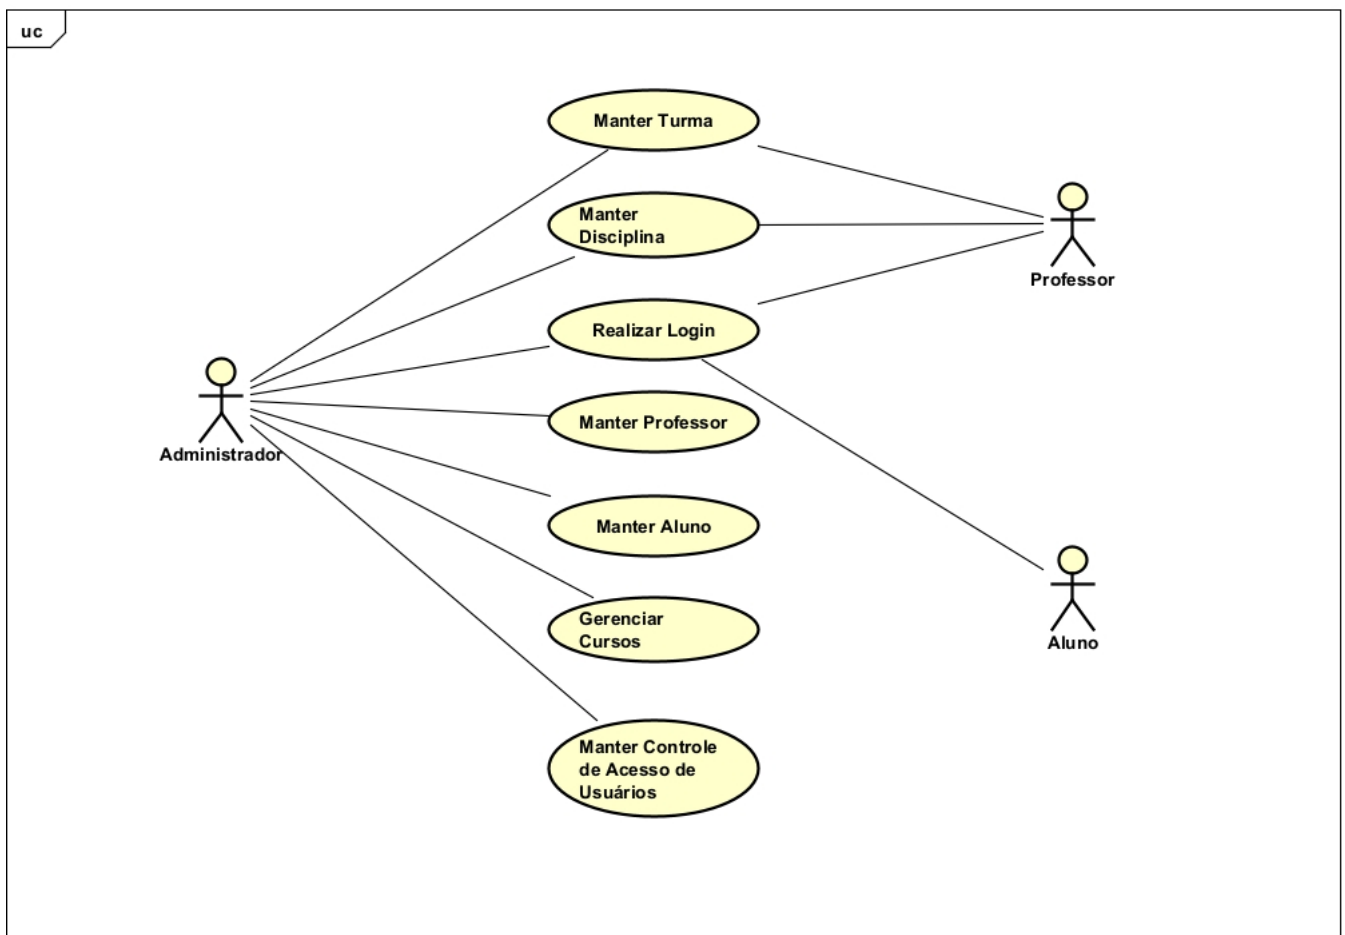 uc
Manter Turma
Manter
Disciplina
Professor
Realizar Login
Administrador
Manter Professor
Manter Aluno
Gerenciar
Cursos
Aluno
Manter Controle
de Acesso de
Usuários